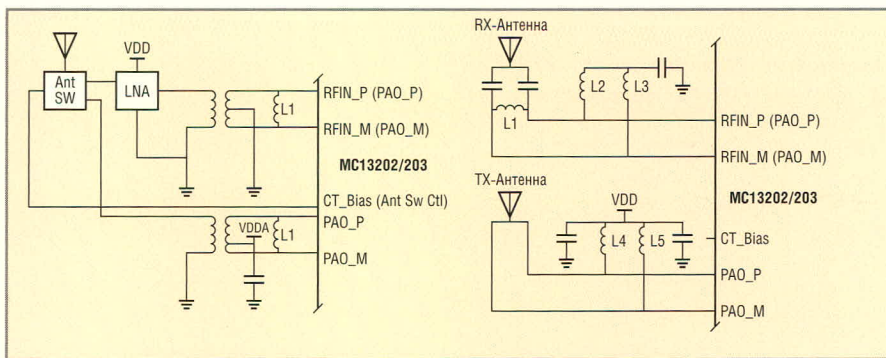 VDD
Ant
SW
LNA
L1
RFIN_P (PAO_P)
RFIN_M (PAO_M)
MC13202/203
CT_Bias (Ant Sw Ctl)
PAO_P
VDDA
L1
PAO_M
RX-Антенна
L2
L3
L1
RFIN_P (PAO_P)
RFIN_M (PAO_M)
TX-Антенна
VDD
MC13202/203
L4
L5
CT_Bias
PAO_P
PAO_M